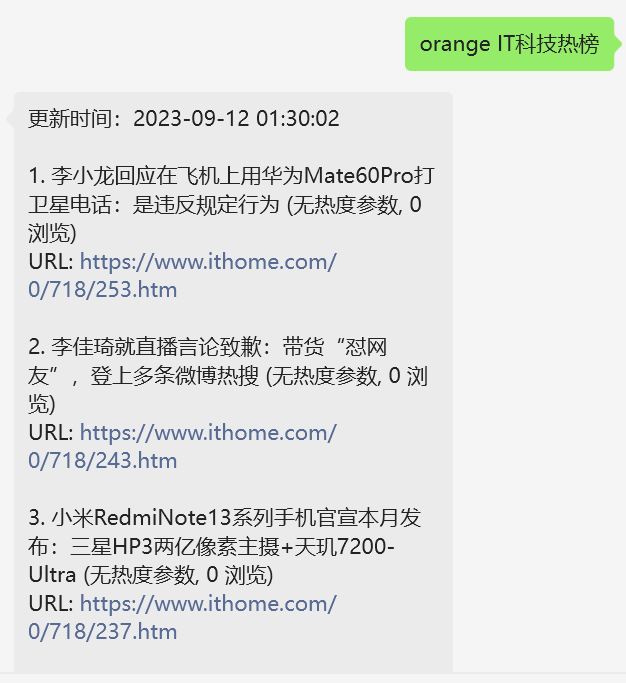 orange IT科技热榜
更新时间：2023-09-12 01:30:02
1. 李小龙回应在飞机上用华为Mate60Pro打
卫星电话：是违反规定行为 (无热度参数, 0
浏览)
URL: https://www.ithome.com/
0/718/253.htm
2. 李佳琦就直播言论致歉：带货“怼网
友”，登上多条微博热搜 (无热度参数, 0 浏
览)
URL: https://www.ithome.com/
0/718/243.htm
3. 小米RedmiNote13系列手机官宣本月发
布：三星HP3两亿像素主摄+天玑7200-
Ultra (无热度参数, 0 浏览)
URL: https://www.ithome.com/
0/718/237.htm